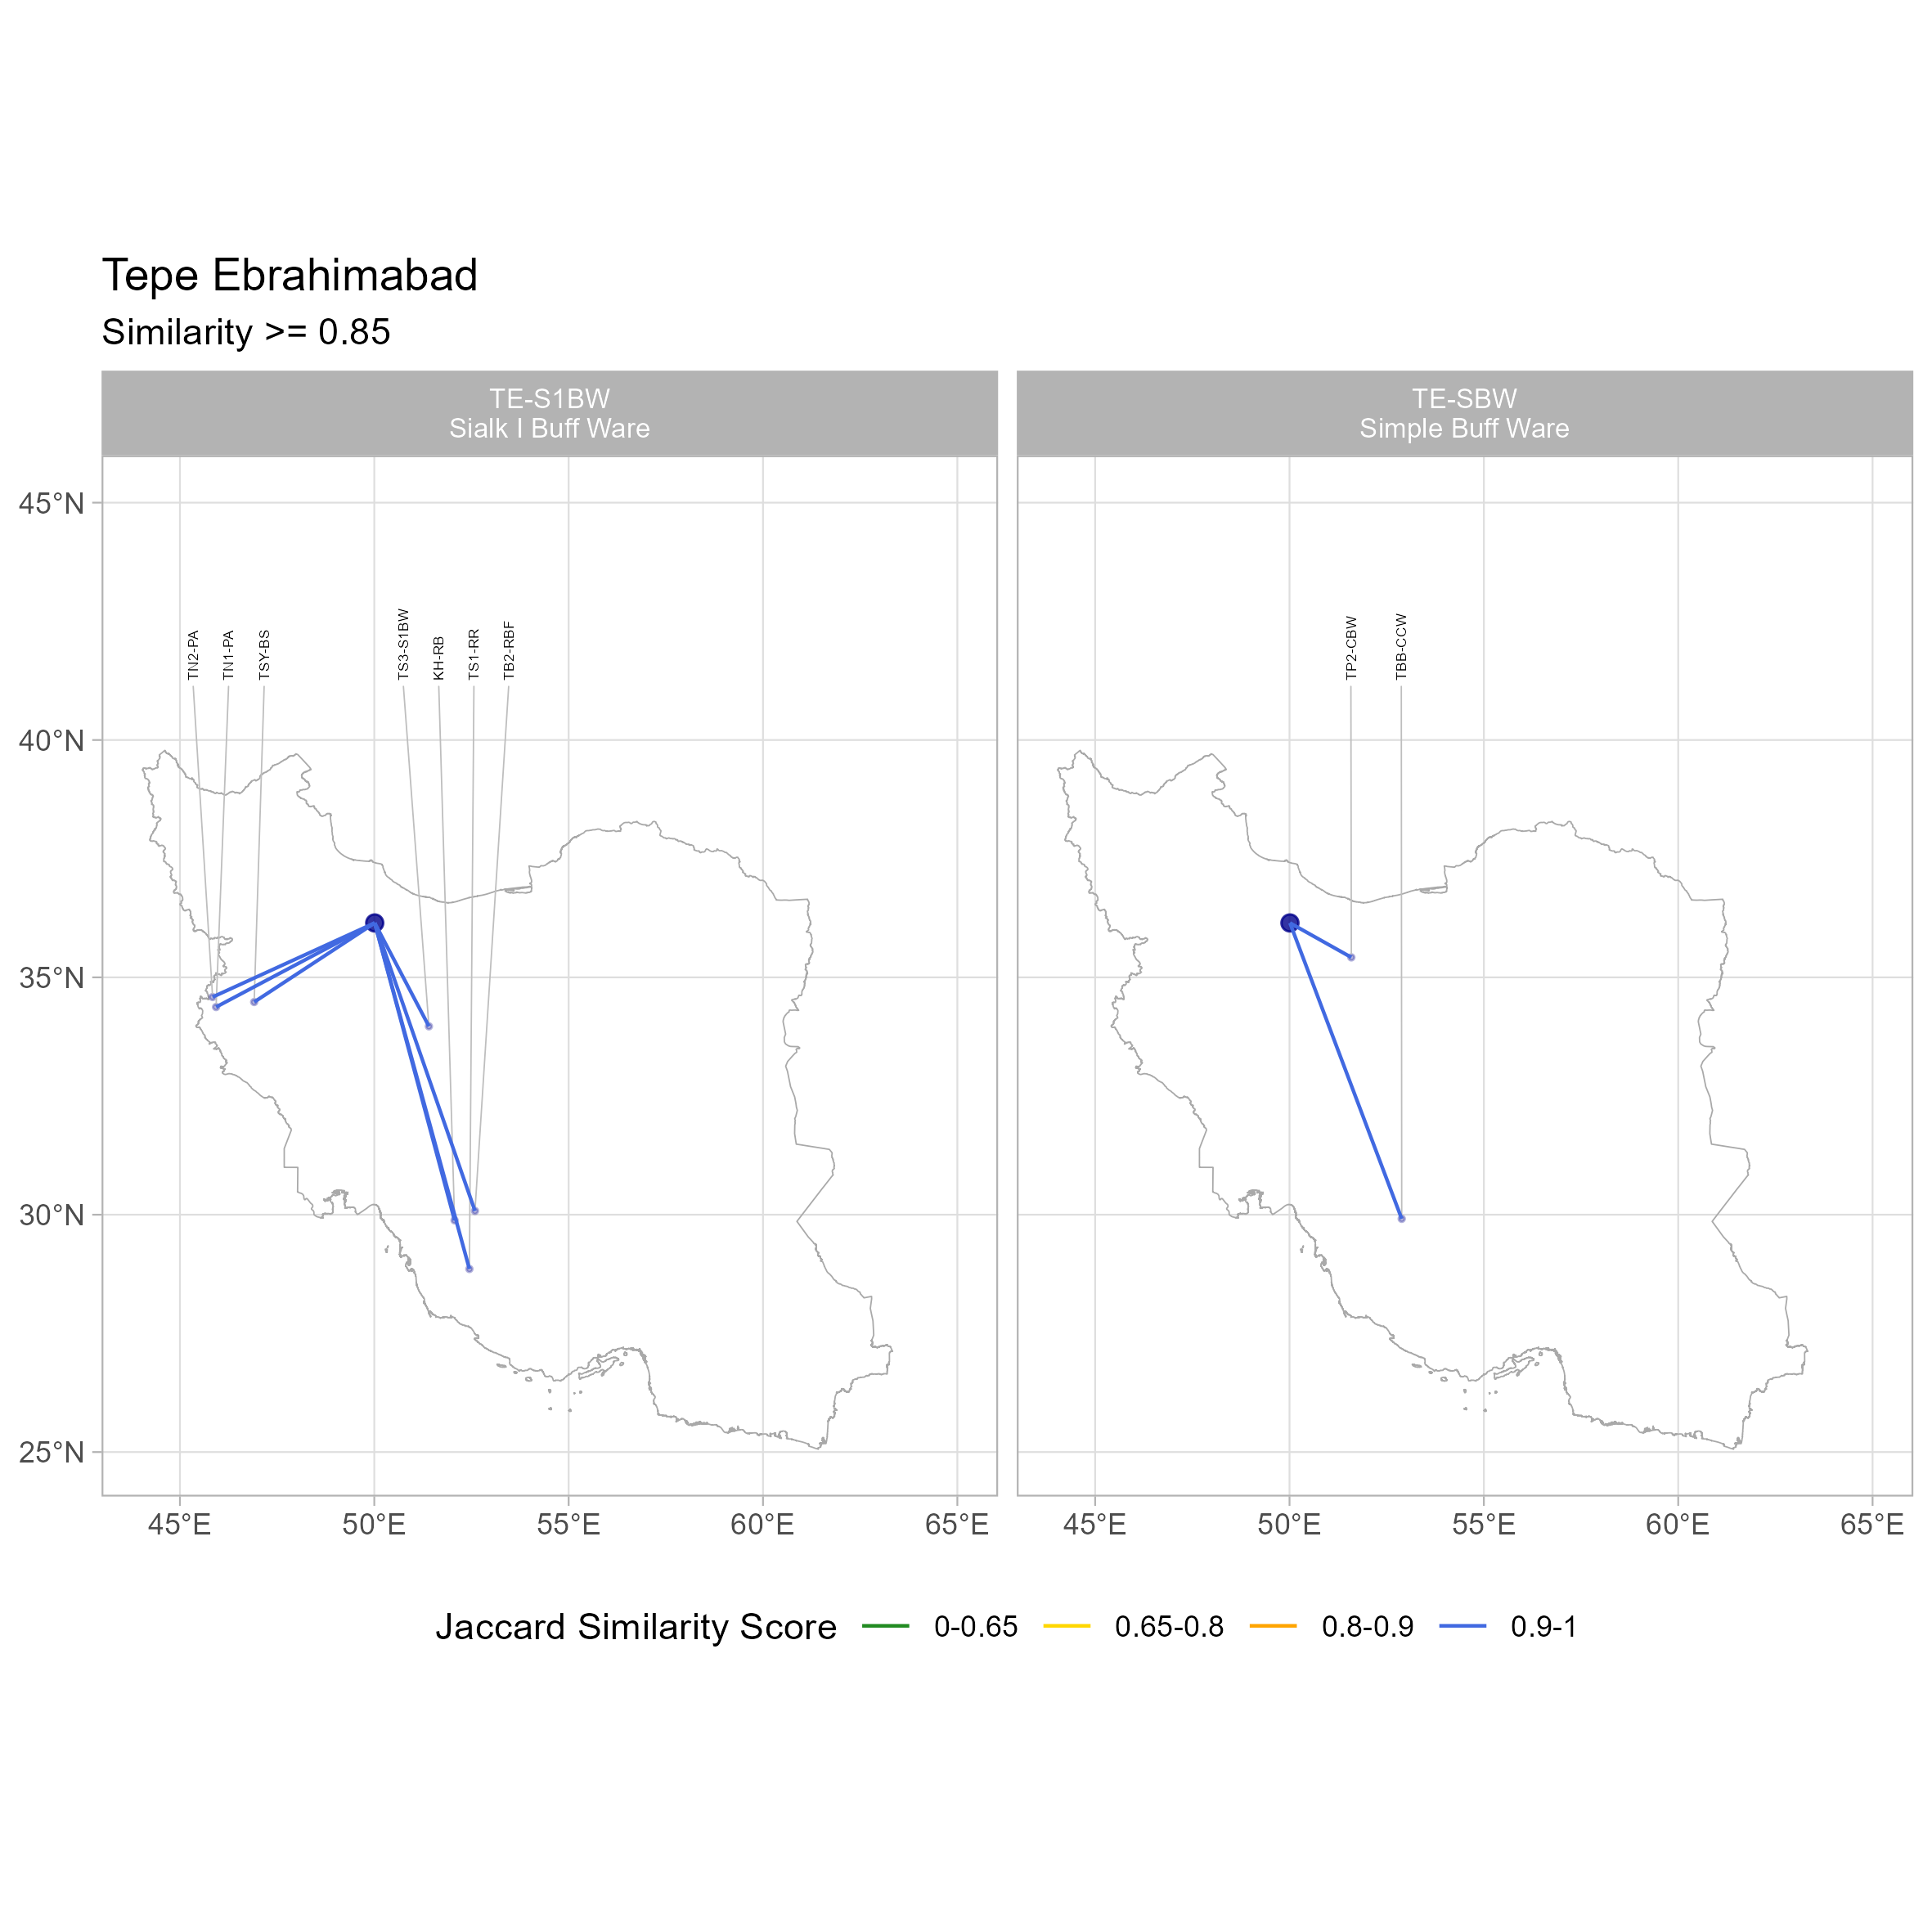 Tepe Ebrahimabad
Similarity >= 0.85
TE-S1BW
Sialk I Buff Ware
TE-SBW
Simple Buff Ware
45°N
40°N
35°N
30°N
25°N
TN2-PA
TN1-PA
TSY-BS
TS3-S1BW
KH-RB
TS1-RR
TB2-RBF
TP2-CBW
TBB-CCW
45°E
50°E
55°E
60°E
65°E
45°E
50°E
55°E
60°E
65°E
Jaccard Similarity Score 0-0.65 0.65-0.8 0.8-0.9 0.9-1